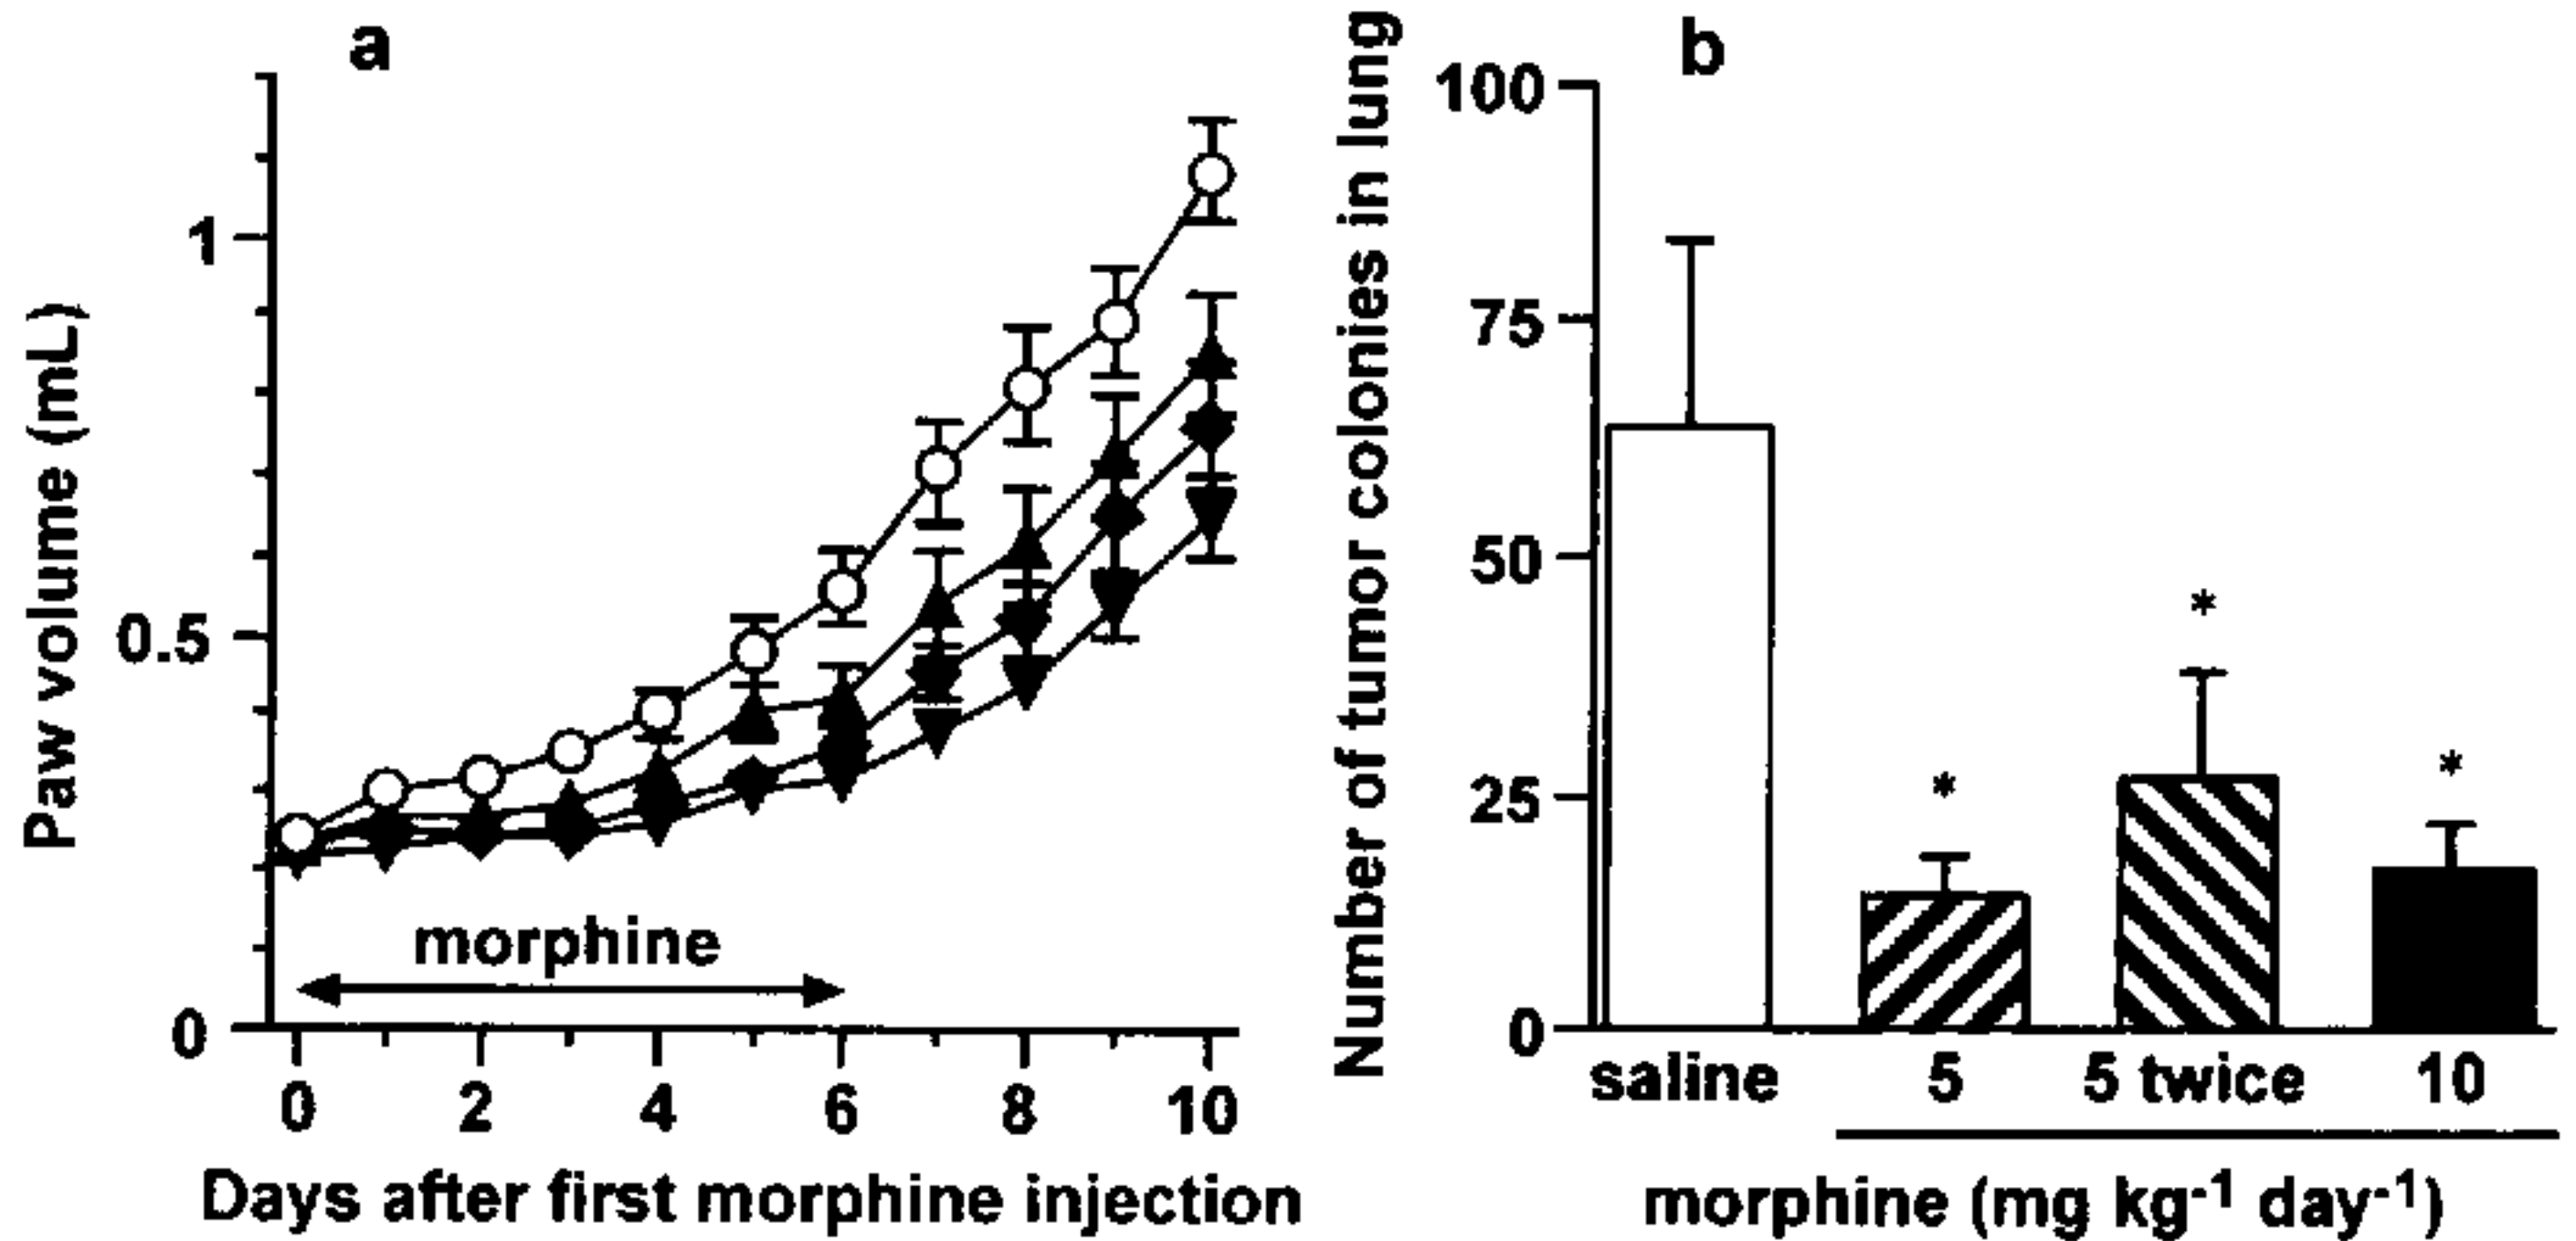 a
Paw volume (mL)
1
0.5
0
morphine
0 2 4 6 8 10
Days after first morphine injection
b
Number of tumor colonies in lung
100
75
50
25
0
* * *
saline 5 5 twice 10
morphine (mg kg⁻¹ day⁻¹)